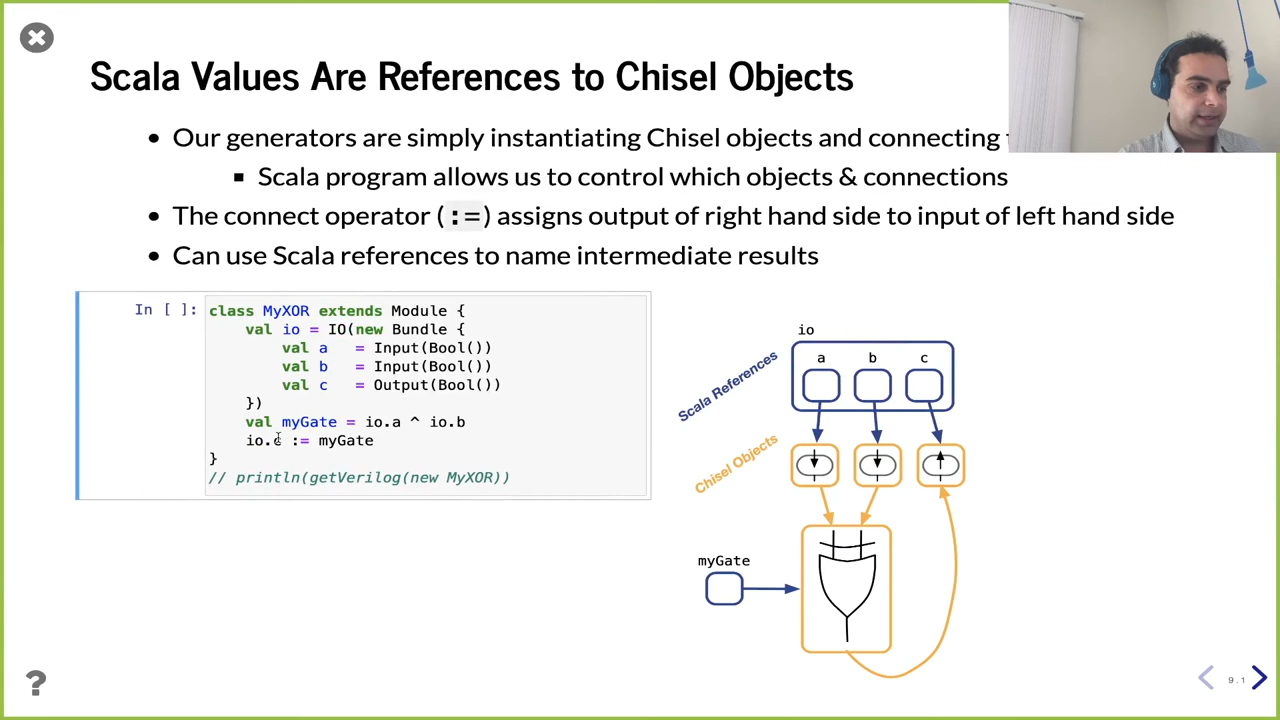 Scala Values Are References to Chisel Objects
• Our generators are simply instantiating Chisel objects and connecting
▪ Scala program allows us to control which objects & connections
• The connect operator (:=) assigns output of right hand side to input of left hand side
• Can use Scala references to name intermediate results
In [ ]:
class MyXOR extends Module {
val io = IO(new Bundle {
val a = Input(Bool())
val b = Input(Bool())
val c = Output(Bool())
})
val myGate = io.a ^ io.b
io.c := myGate
}
// println(getVerilog(new MyXOR))
io
a b c
Scala References
Chisel Objects
myGate
?
9.1